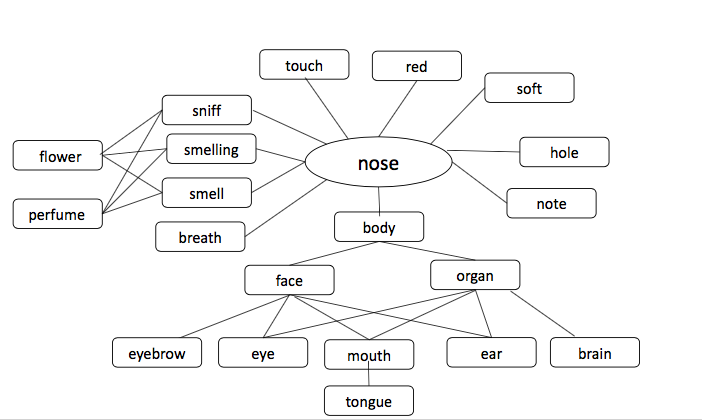 touch
red
soft
sniff
smelling
flower
nose
hole
smell
perfume
note
breath
body
face
organ
eyebrow
eye
mouth
ear
brain
tongue